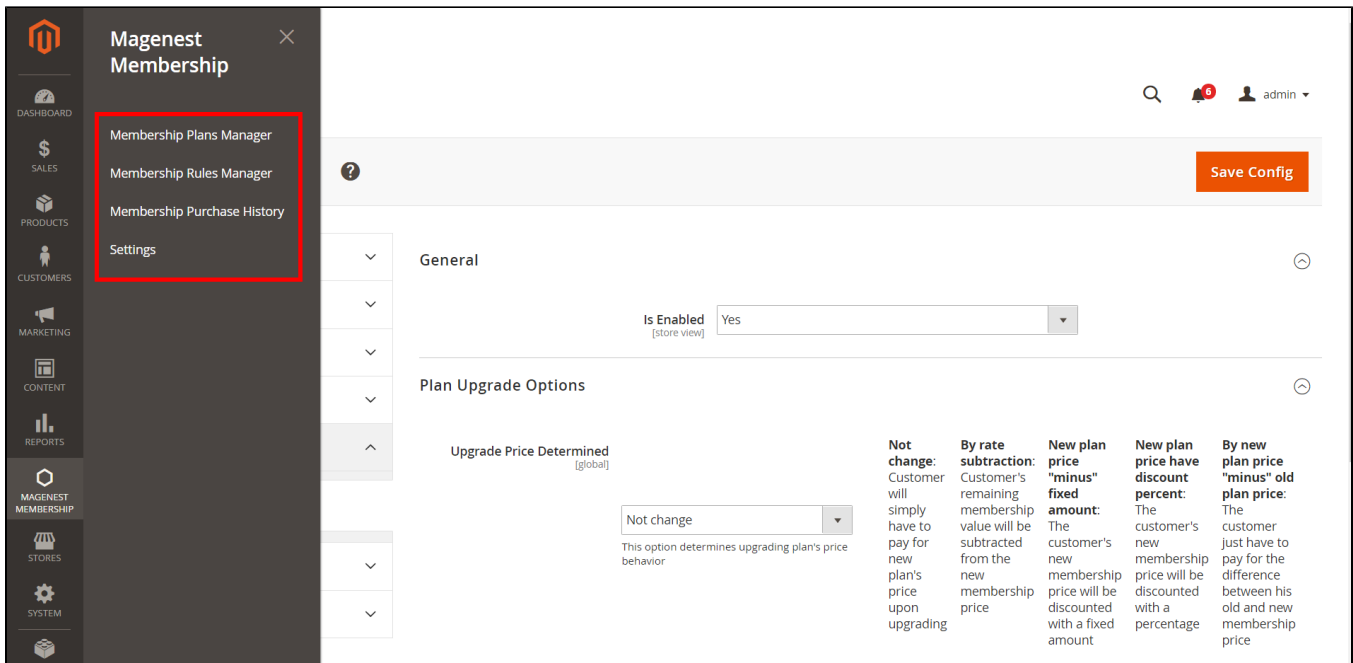 DASHBOARD
SALES
PRODUCTS
CUSTOMERS
MARKETING
CONTENT
REPORTS
MAGENEST
MEMBERSHIP
STORES
SYSTEM
Magenest
Membership
Membership Plans Manager
Membership Rules Manager
Membership Purchase History
Settings
6
admin
?
Save Config
General
Is Enabled
[store view]
Yes
Plan Upgrade Options
Upgrade Price Determined
[global]
Not change
This option determines upgrading plan's price
behavior
Not
change:
Customer
will
simply
have to
pay for
new
plan's
price
upon
upgrading
By rate
subtraction:
Customer's
remaining
membership
value will be
subtracted
from the
new
membership
price
New plan
price
"minus"
fixed
amount:
The
customer's
new
membership
price will be
discounted
with a fixed
amount
New plan
price have
discount
percent:
The
customer's
new
membership
price will be
discounted
with a
percentage
By new
plan price
"minus" old
plan price:
The
customer
just have to
pay for the
difference
between his
old and new
membership
price